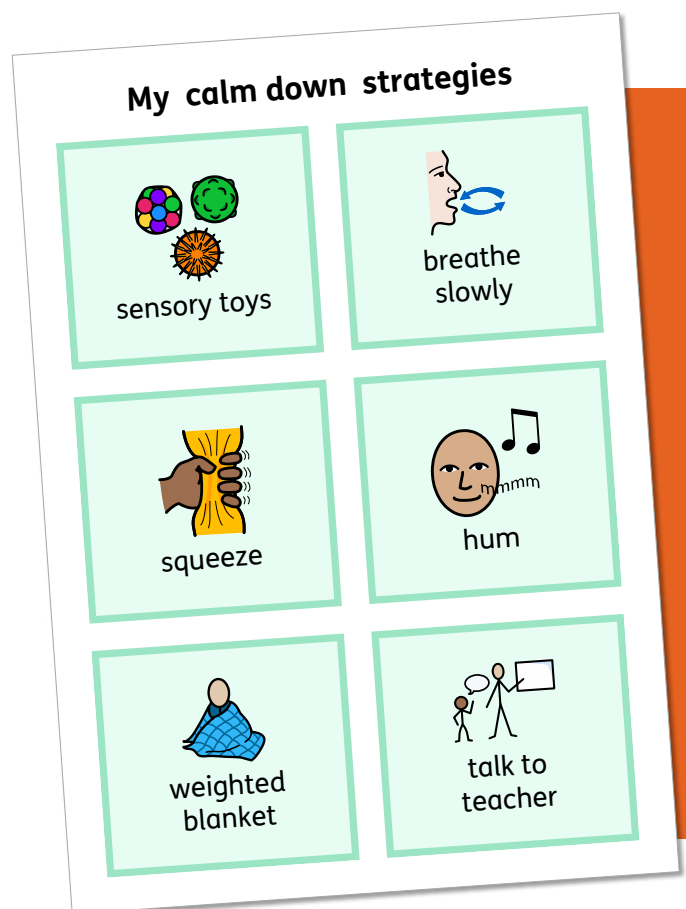 My calm down strategies
sensory toys
breathe
slowly
squeeze
mmmm
hum
weighted
blanket
talk to
teacher